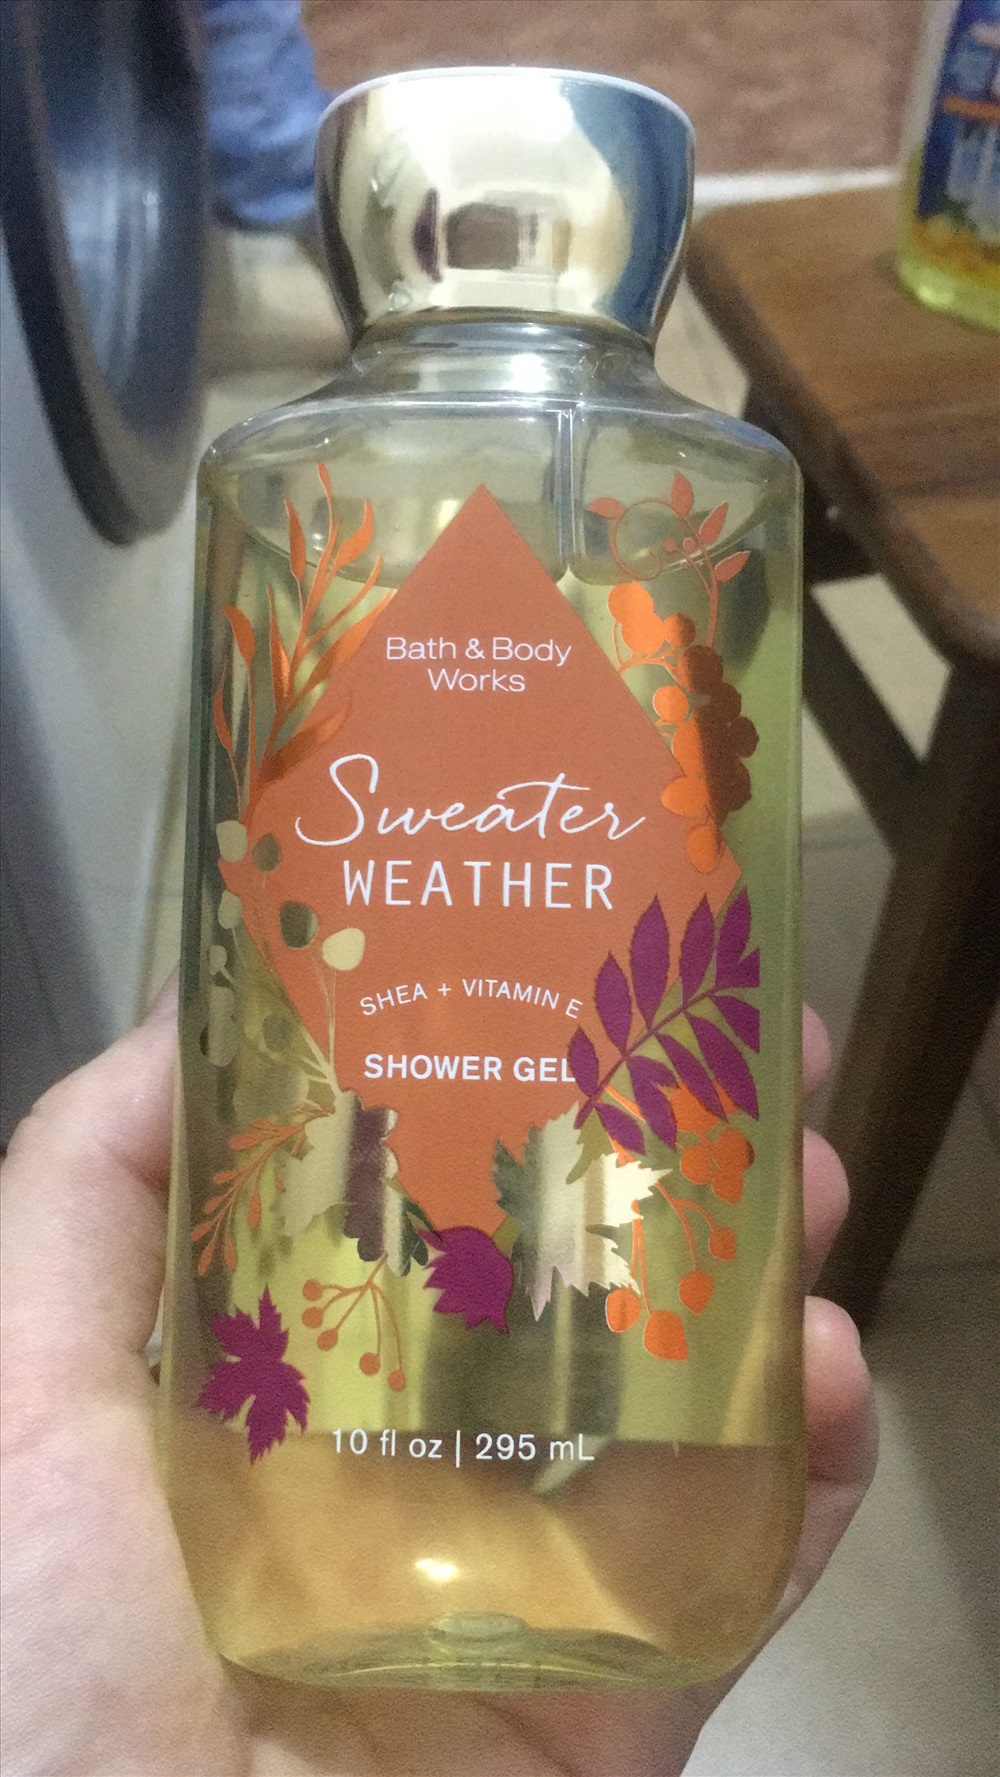 Bath & Body
Works
Sweater
WEATHER
SHEA + VITAMIN E
SHOWER GEL
10 fl oz | 295 mL